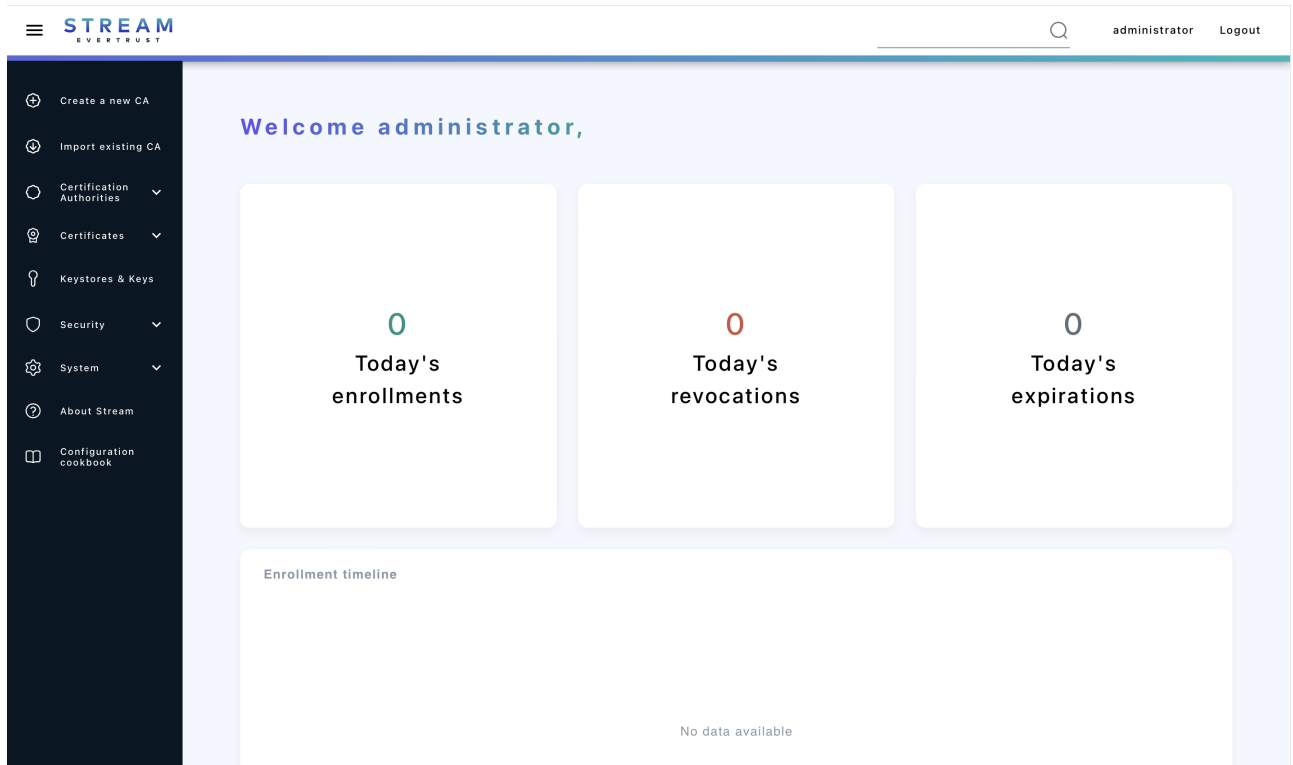 STREAM
EVERTRUST
administrator
Logout
Create a new CA
Import existing CA
Certification
Authorities
Certificates
Keystores & Keys
Security
System
About Stream
Configuration
cookbook
Welcome administrator,
0
Today's
enrollments
0
Today's
revocations
0
Today's
expirations
Enrollment timeline
No data available